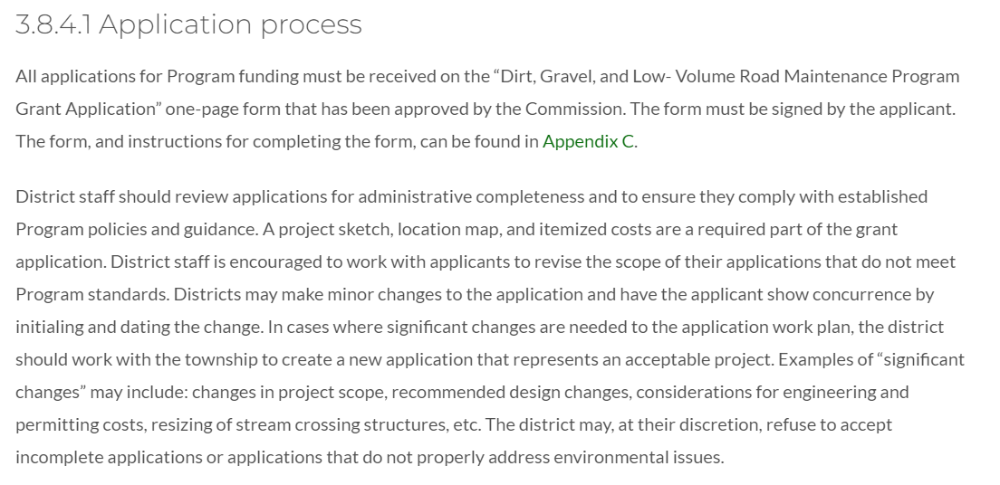 3.8.4.1 Application process
All applications for Program funding must be received on the “Dirt, Gravel, and Low- Volume Road Maintenance Program
Grant Application” one-page form that has been approved by the Commission. The form must be signed by the applicant.
The form, and instructions for completing the form, can be found in Appendix C.
District staff should review applications for administrative completeness and to ensure they comply with established
Program policies and guidance. A project sketch, location map, and itemized costs are a required part of the grant
application. District staff is encouraged to work with applicants to revise the scope of their applications that do not meet
Program standards. Districts may make minor changes to the application and have the applicant show concurrence by
initialing and dating the change. In cases where significant changes are needed to the application work plan, the district
should work with the township to create a new application that represents an acceptable project. Examples of “significant
changes” may include: changes in project scope, recommended design changes, considerations for engineering and
permitting costs, resizing of stream crossing structures, etc. The district may, at their discretion, refuse to accept
incomplete applications or applications that do not properly address environmental issues.